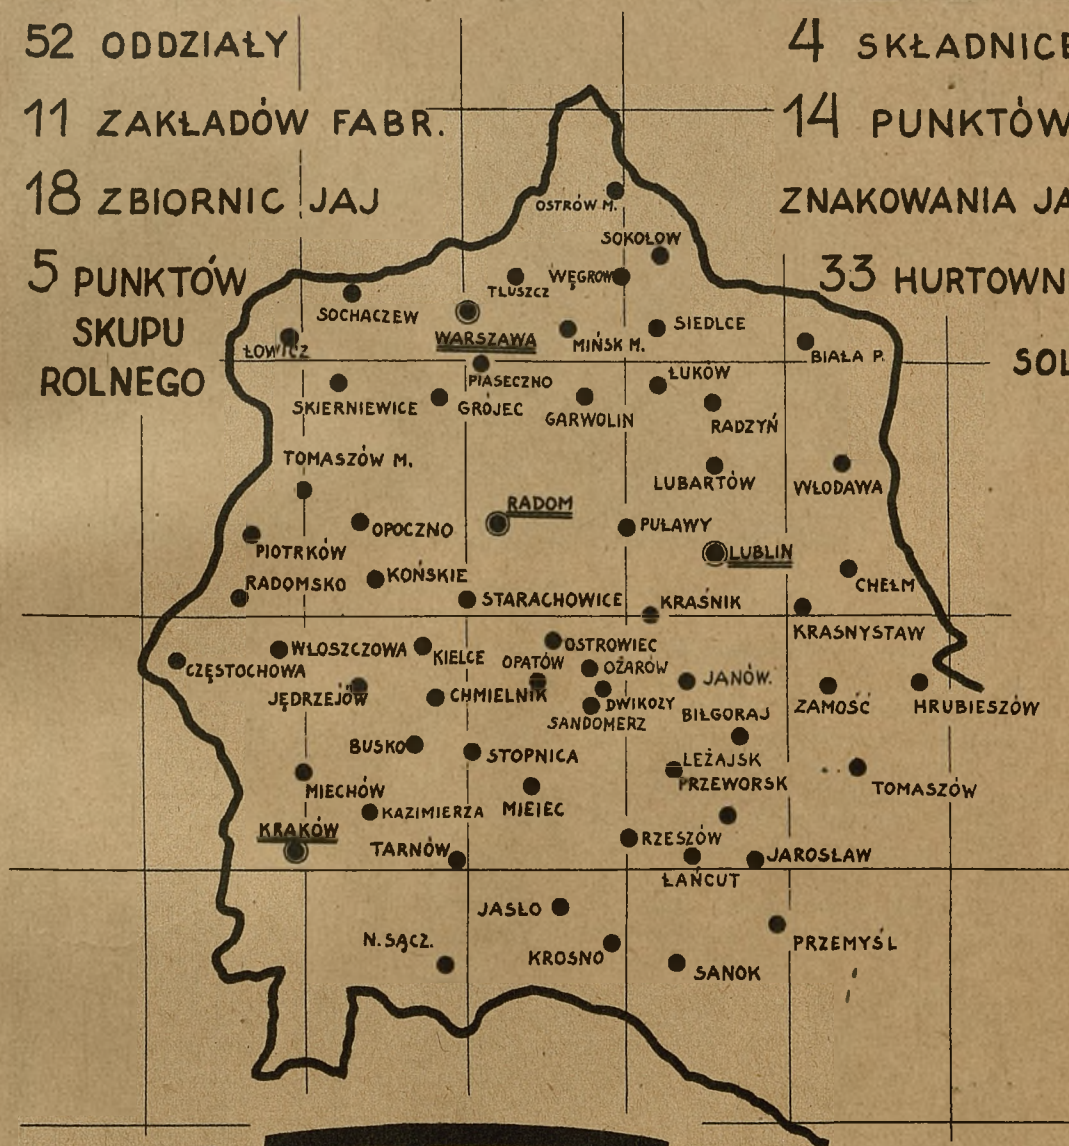 52 ODDZIAŁY
11 ZAKŁADÓW FABR.
18 ZBIORNIC JAJ
5 PUNKTÓW
SKUPU
ROLNEGO
4 SKŁADNICE
14 PUNKTÓW
ZNAKOWANIA JA
33 HURTOWN
SOL
OSTRÓW M.
SOKOŁOW
TŁUSZCZ
WĘGROW
SOCHACZEW
WARSZAWA
MIŃSK M.
SIEDLCE
ŁOWICZ
BIAŁA P.
PIASECZNO
ŁUKÓW
SKIERNIEWICE
GRÓJEC
GARWOLIN
RADZYŃ
TOMASZÓW M.
LUBARTÓW
WŁODAWA
RADOM
OPOCZNO
PUŁAWY
PIOTRKÓW
LUBLIN
KOŃSKIE
RADOMSKO
CHEŁM
STARACHOWICE
KRAŚNIK
KRASNYSTAW
WŁOSZCZOWA
OSTROWIEC
KIELCE
OPATÓW
OŻARÓW
CZĘSTOCHOWA
JANÓW.
JĘDRZEJÓW
CHMIELNIK
DWIKOZY
ZAMOŚĆ
HRUBIESZÓW
SANDOMERZ
BIŁGORAJ
BUSKO
STOPNICA
LEŻAJSK
PRZEWORSK
MIECHÓW
TOMASZÓW
MIEIEC
KAZIMIERZA
KRAKÓW
RZESZÓW
TARNÓW
JAROSŁAW
ŁAŃCUT
JASŁO
N. SĄCZ.
PRZEMYŚL
KROSNO
SANOK